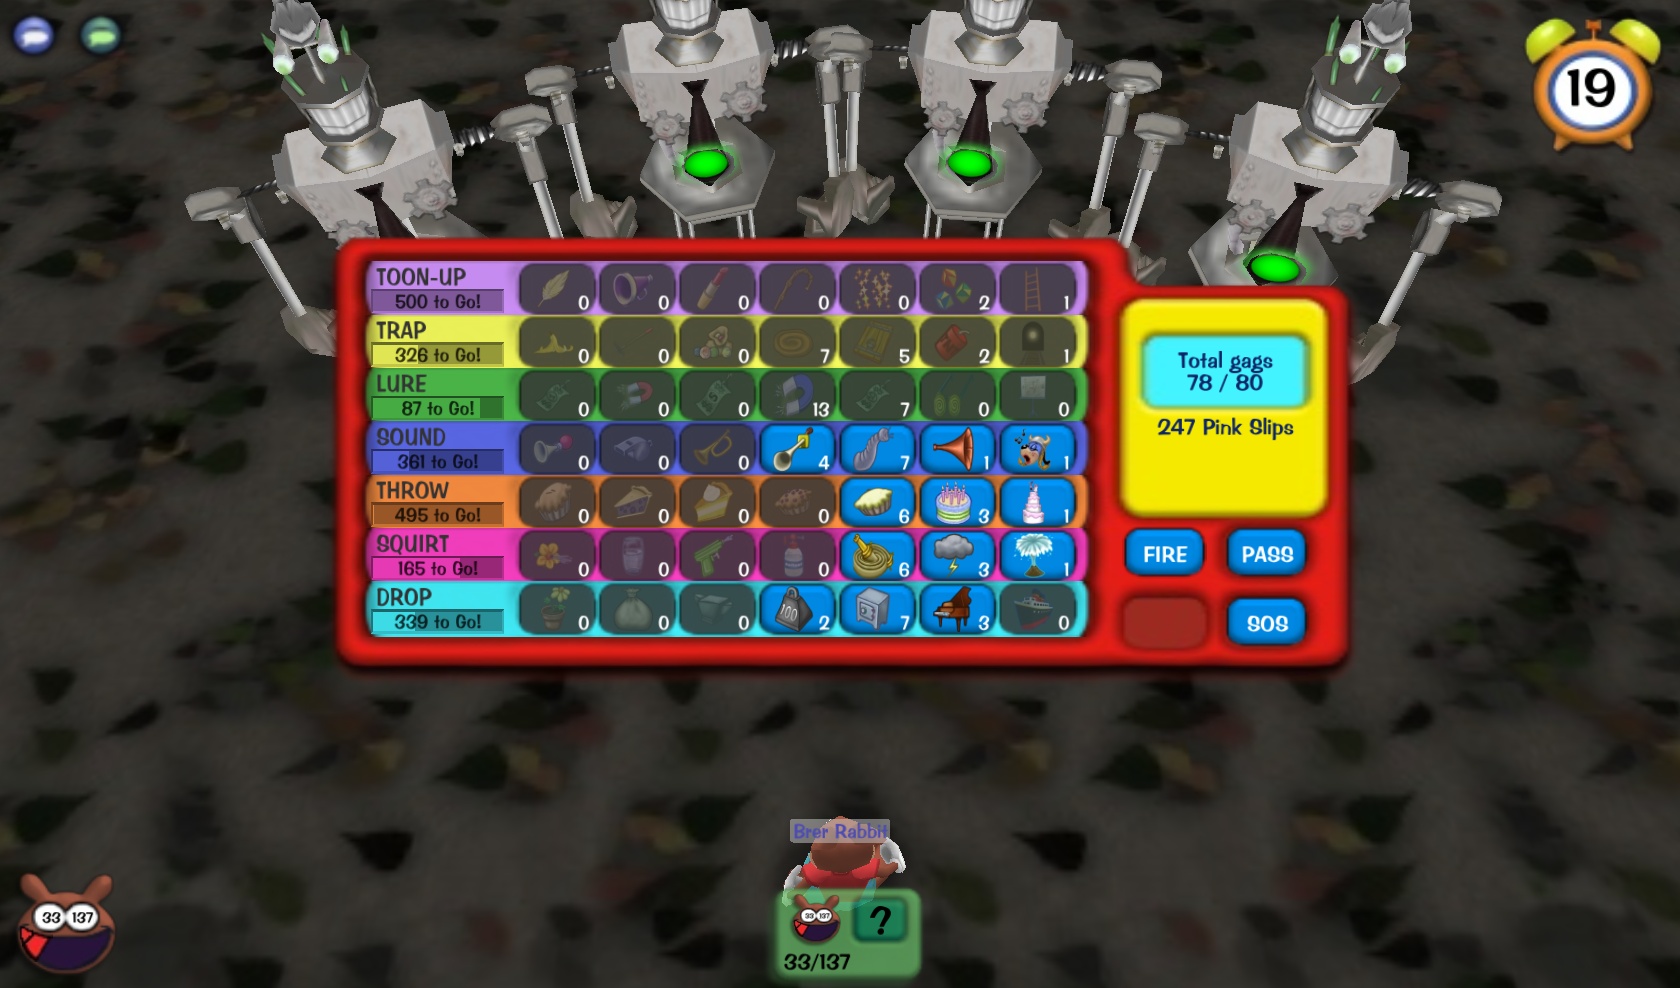 19
TOON-UP
500 to Go!
0 0 0 0 0 2 1
TRAP
326 to Go!
0 0 0 7 5 2 1
LURE
87 to Go!
0 0 0 13 7 0 0
SOUND
361 to Go!
0 0 0 4 7 1 1
THROW
495 to Go!
0 0 0 0 6 3 1
SQUIRT
165 to Go!
0 0 0 0 6 3 1
DROP
339 to Go!
0 0 0 100 2 7 3 0
Total gags
78 / 80
247 Pink Slips
FIRE PASS
SOS
Brer Rabbit
33 137
33 137
?
33/137